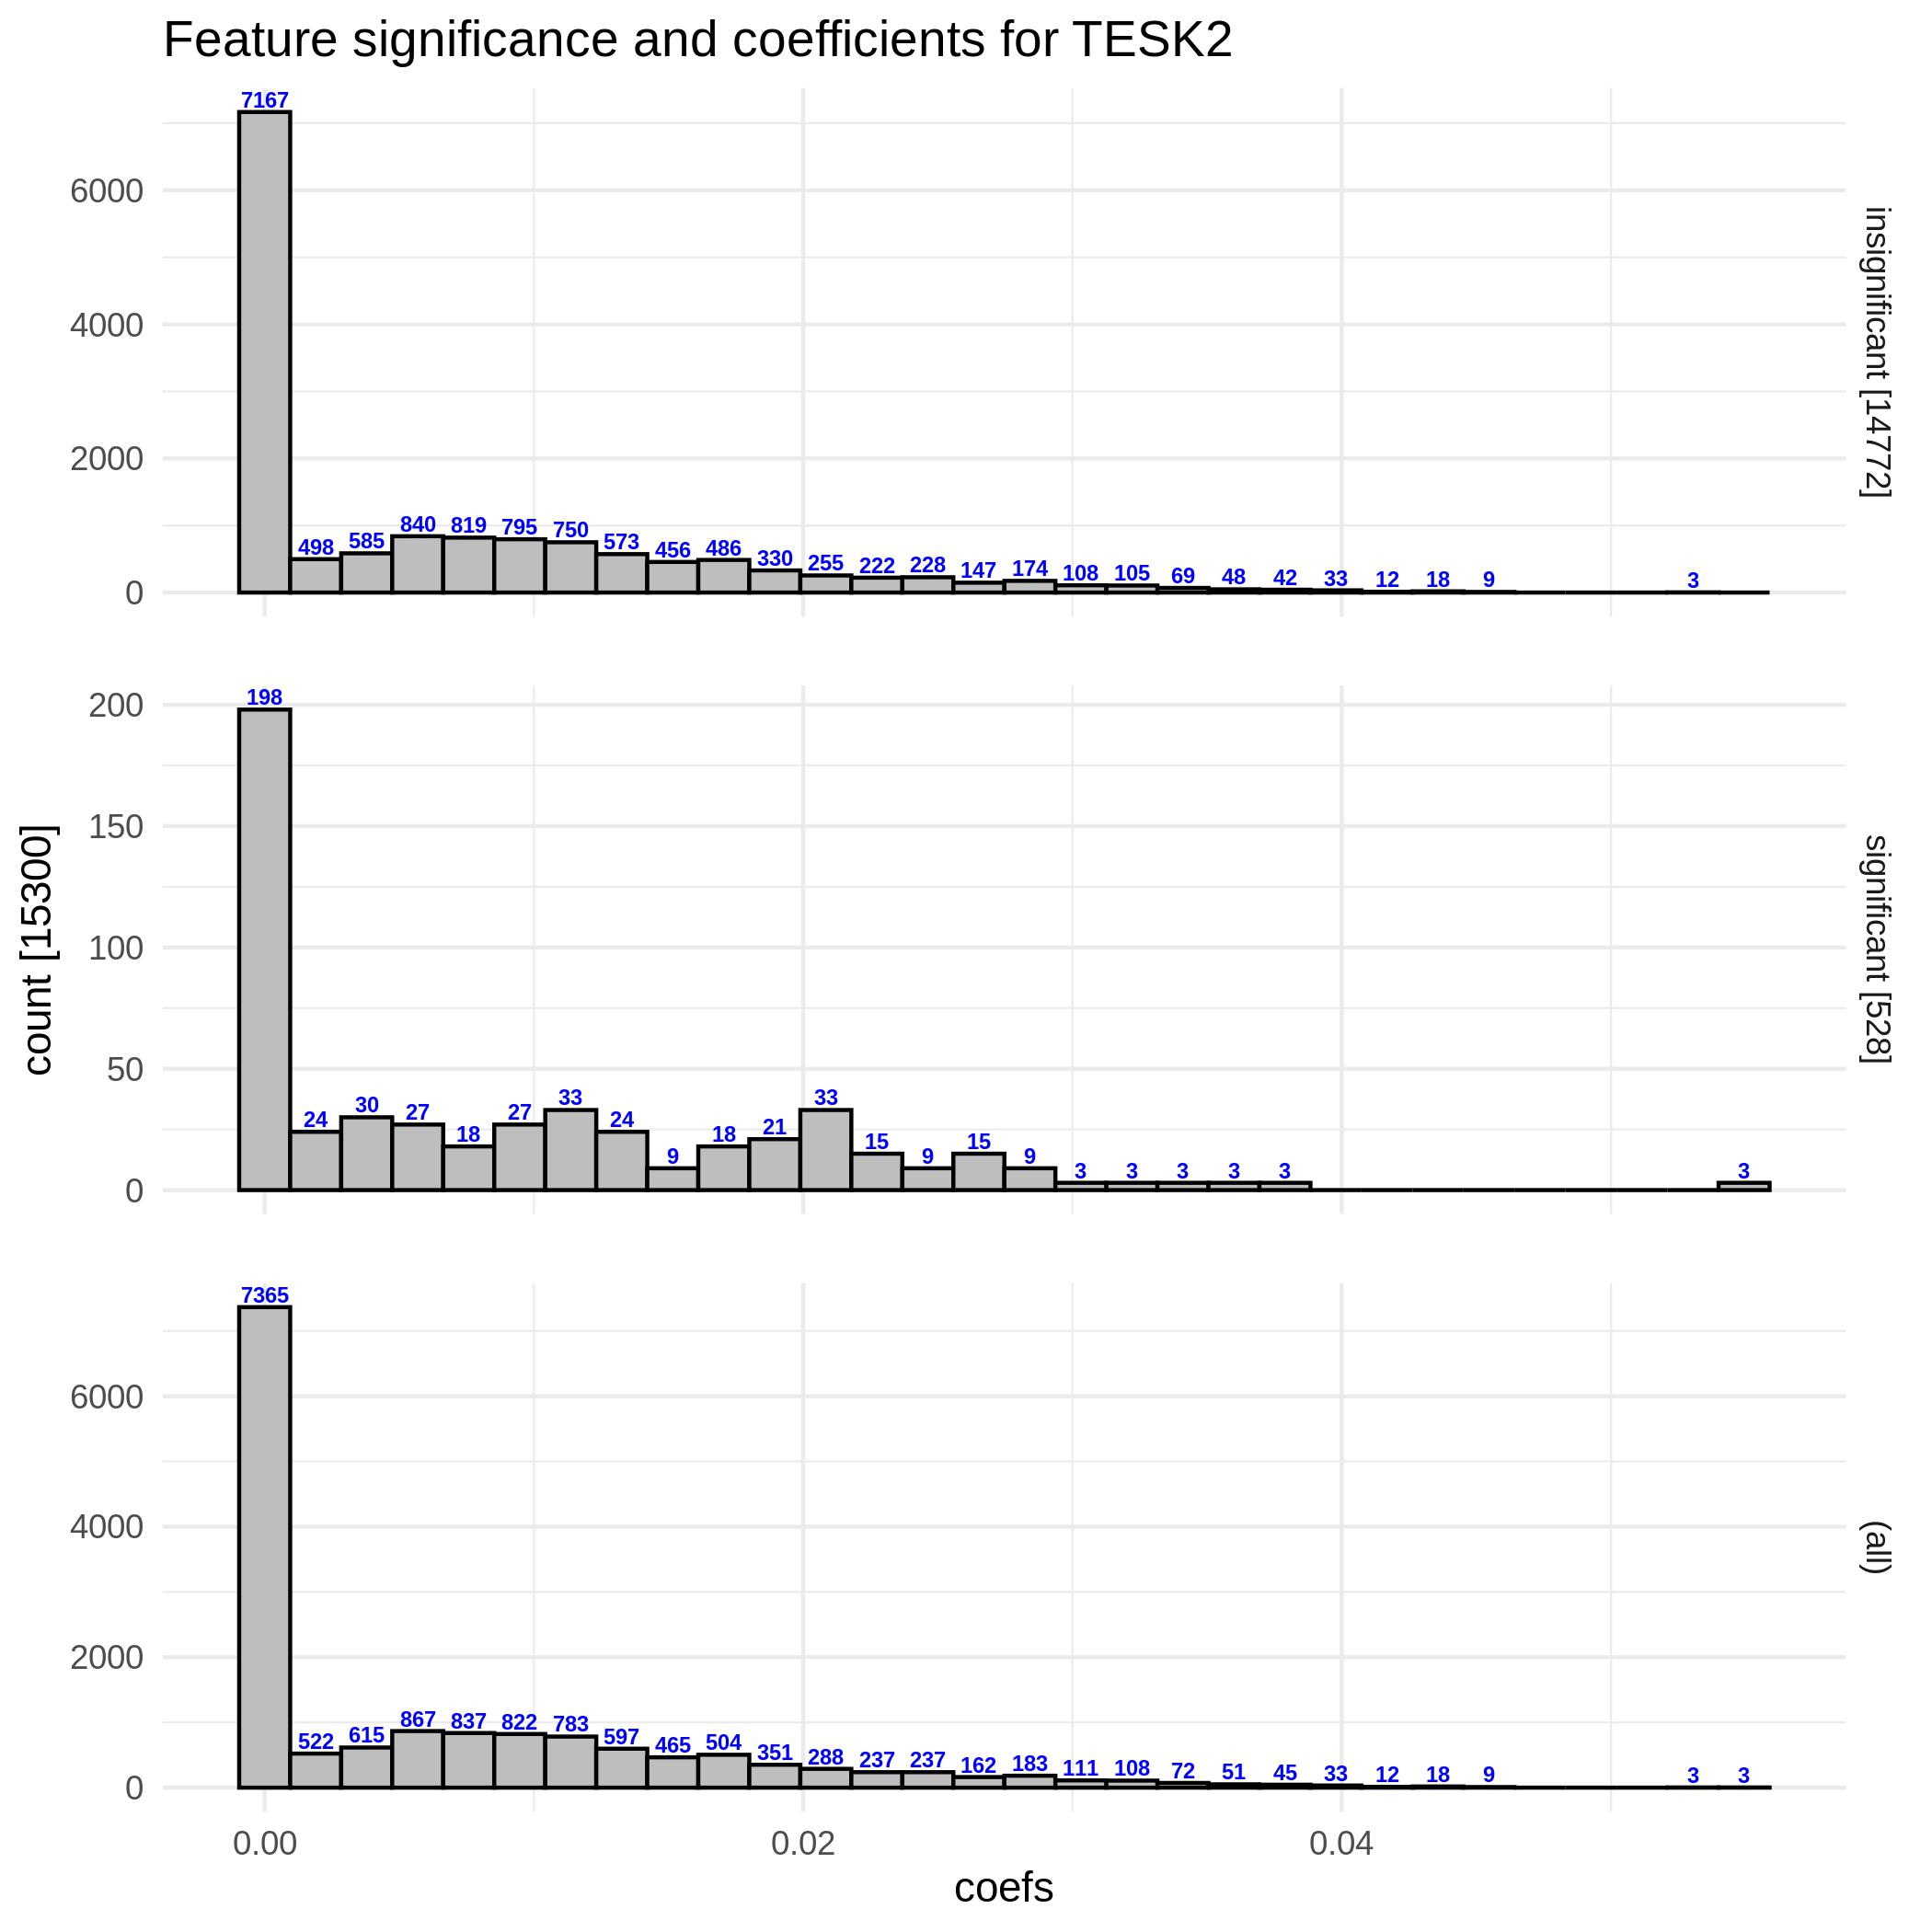 Feature significance and coefficients for TESK2
7167
498 585 840 819 795 750 573 456 486 330 255 222 228 147 174 108 105 69 48 42 33 12 18 9 3
6000
4000
2000
0
insignificant [14772]
198
24 30 27 18 27 33 24 9 18 21 33 15 9 15 9 3 3 3 3 3 3
200
150
100
50
0
significant [528]
count [15300]
7365
522 615 867 837 822 783 597 465 504 351 288 237 237 162 183 111 108 72 51 45 33 12 18 9 3 3
6000
4000
2000
0
(all)
0.00 0.02 0.04
coefs